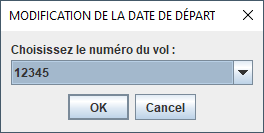 MODIFICATION DE LA DATE DE DÉPART
Choisissez le numéro du vol :
12345
OK Cancel